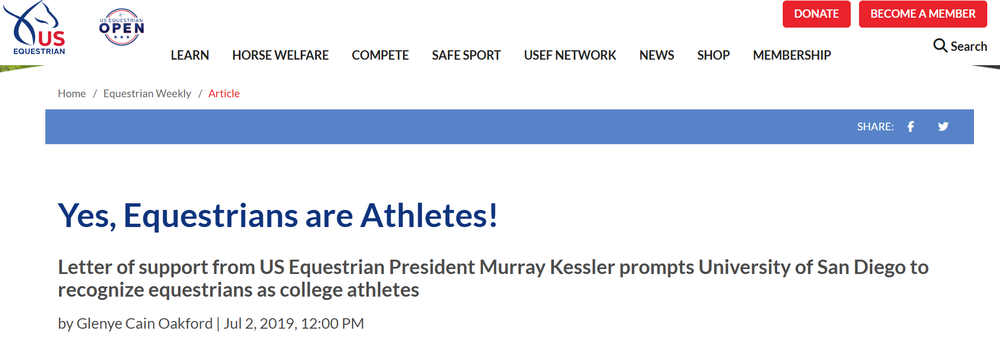 US
EQUESTRIAN
US EQUESTRIAN
OPEN
DONATE
BECOME A MEMBER
LEARN
HORSE WELFARE
COMPETE
SAFE SPORT
USEF NETWORK
NEWS
SHOP
MEMBERSHIP
Search
Home / Equestrian Weekly / Article
SHARE:
Yes, Equestrians are Athletes!
Letter of support from US Equestrian President Murray Kessler prompts University of San Diego to
recognize equestrians as college athletes
by Glenye Cain Oakford | Jul 2, 2019, 12:00 PM